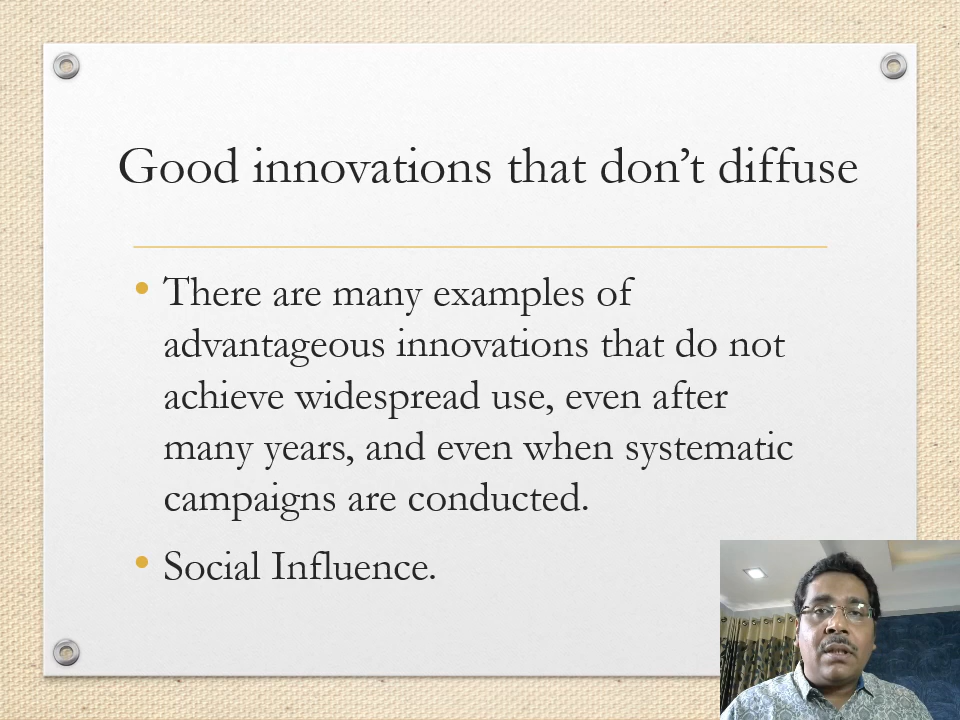 Good innovations that don’t diffuse
• There are many examples of
advantageous innovations that do not
achieve widespread use, even after
many years, and even when systematic
campaigns are conducted.
• Social Influence.